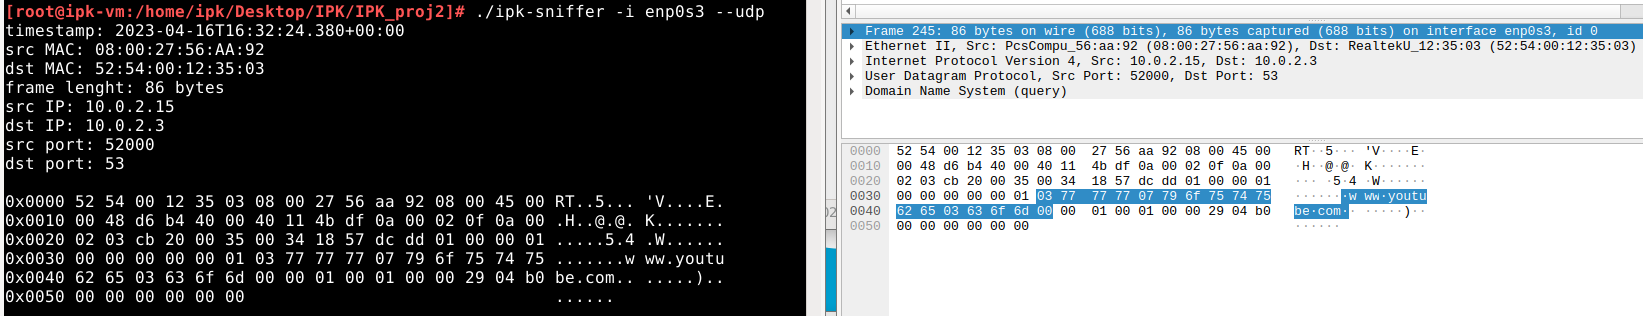 [root@ipk-vm:/home/ipk/Desktop/IPK/IPK_proj2]# ./ipk-sniffer -i enp0s3 --udp
timestamp: 2023-04-16T16:32:24.380+00:00
src MAC: 08:00:27:56:AA:92
dst MAC: 52:54:00:12:35:03
frame lenght: 86 bytes
src IP: 10.0.2.15
dst IP: 10.0.2.3
src port: 52000
dst port: 53
0x0000 52 54 00 12 35 03 08 00 27 56 aa 92 08 00 45 00 RT..5... 'V....E.
0x0010 00 48 d6 b4 40 00 40 11 4b df 0a 00 02 0f 0a 00 .H..@.@. K.......
0x0020 02 03 cb 20 00 35 00 34 18 57 dc dd 01 00 00 01 .....5.4 .W......
0x0030 00 00 00 00 00 01 03 77 77 77 07 79 6f 75 74 75 .......w ww.youtu
0x0040 62 65 03 63 6f 6d 00 00 01 00 01 00 00 29 04 b0 be.com.. .....)..
0x0050 00 00 00 00 00 00 ......
Frame 245: 86 bytes on wire (688 bits), 86 bytes captured (688 bits) on interface enp0s3, id 0
Ethernet II, Src: PcsCompu_56:aa:92 (08:00:27:56:aa:92), Dst: RealtekU_12:35:03 (52:54:00:12:35:03)
Internet Protocol Version 4, Src: 10.0.2.15, Dst: 10.0.2.3
User Datagram Protocol, Src Port: 52000, Dst Port: 53
Domain Name System (query)
0000 52 54 00 12 35 03 08 00 27 56 aa 92 08 00 45 00 RT··5··· 'V····E·
0010 00 48 d6 b4 40 00 40 11 4b df 0a 00 02 0f 0a 00 ·H··@·@· K·······
0020 02 03 cb 20 00 35 00 34 18 57 dc dd 01 00 00 01 ··· ·5·4 ·W······
0030 00 00 00 00 00 01 03 77 77 77 07 79 6f 75 74 75 ·······w ww·youtu
0040 62 65 03 63 6f 6d 00 00 01 00 01 00 00 29 04 b0 be·com·· ·····)··
0050 00 00 00 00 00 00 ······